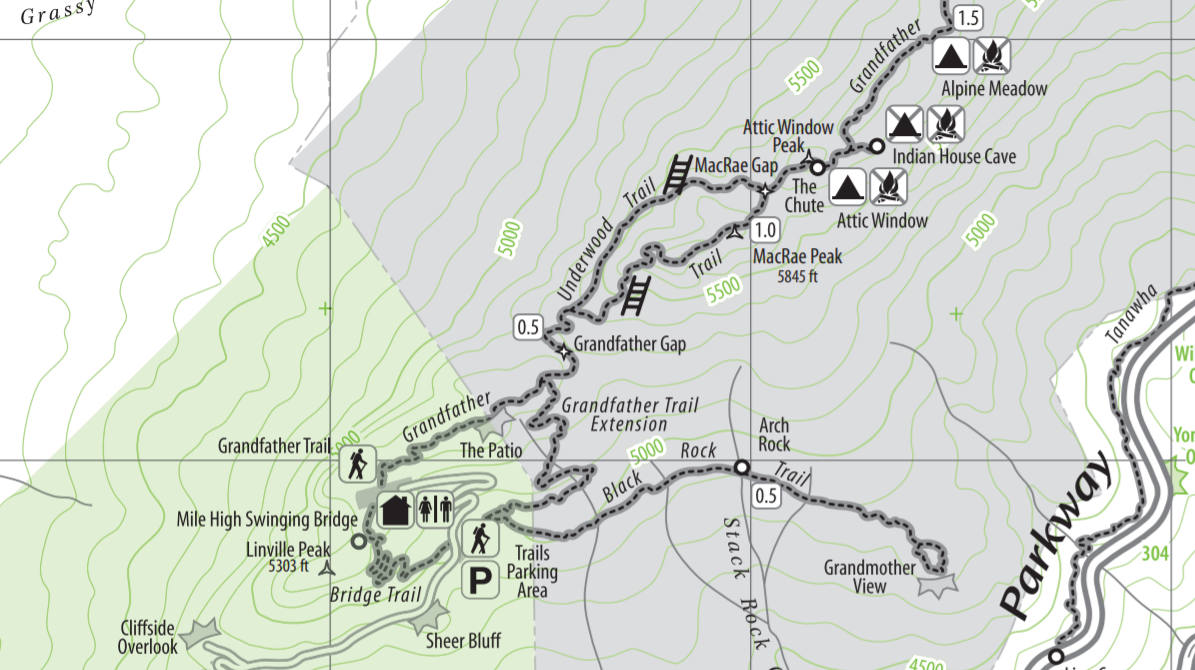 Grassy
1.5
Grandfather
5500
Alpine Meadow
Attic Window
Peak
Indian House Cave
MacRae Gap
The
Chute
Attic Window
Trail
Underwood
4500
5000
5000
1.0
MacRae Peak
5845 ft
Trail
5500
Tanawha
0.5
Grandfather Gap
Grandfather
Grandfather Trail
Extension
The Patio
Grandfather Trail
Arch
Rock
5000
Rock
Black
Trail
0.5
Parkway
Mile High Swinging Bridge
Linville Peak
5303 ft
Bridge Trail
P
Trails
Parking
Area
Stack Rock
Grandmother
View
304
Cliffside
Overlook
Sheer Bluff
4500